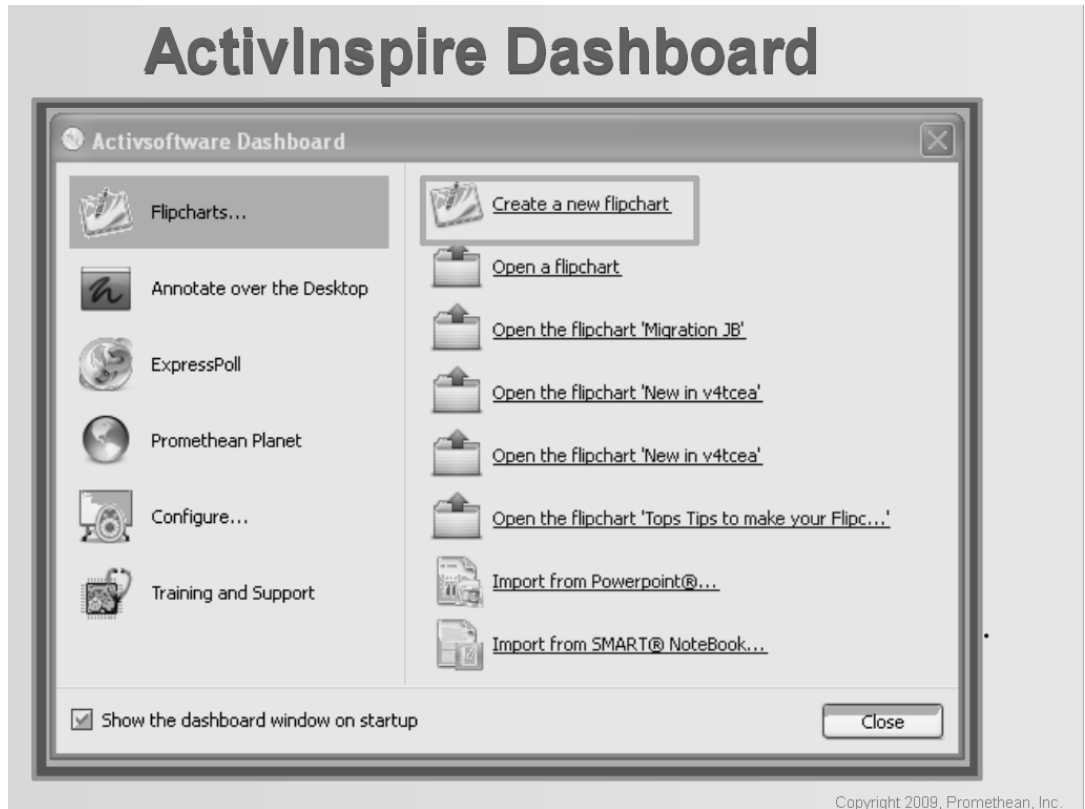 ActivInspire Dashboard
Activsoftware Dashboard
Flipcharts...
Annotate over the Desktop
ExpressPoll
Promethean Planet
Configure...
Training and Support
Create a new flipchart
Open a flipchart
Open the flipchart 'Migration JB'
Open the flipchart 'New in v4tcea'
Open the flipchart 'New in v4tcea'
Open the flipchart 'Tops Tips to make your Flipc...'
Import from Powerpoint®...
Import from SMART® NoteBook...
.
Show the dashboard window on startup
Close
Copyright 2009, Promethean, Inc.